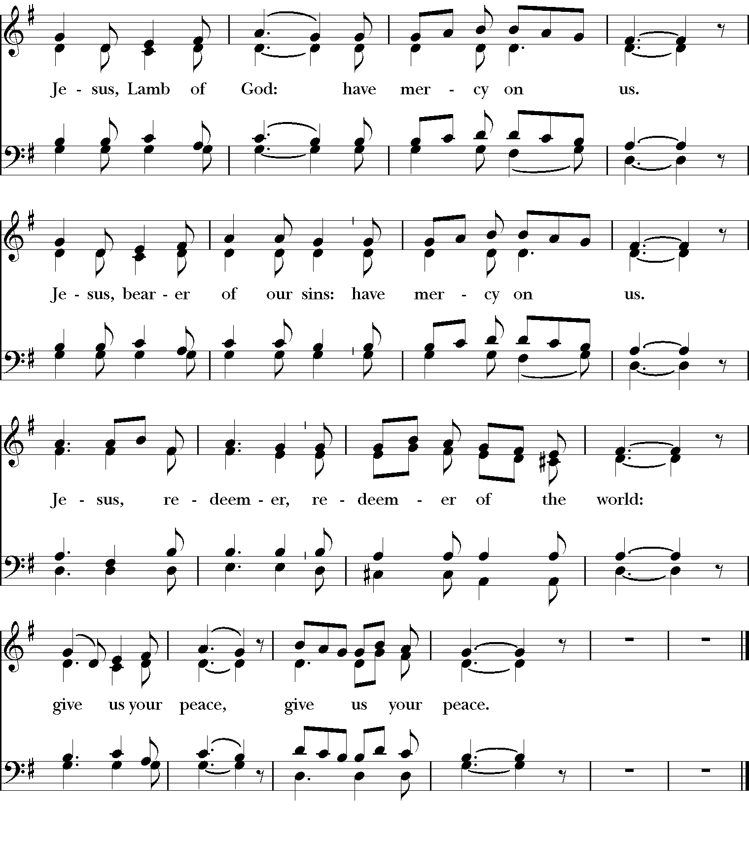 Je - sus, Lamb of God: have mer - cy on us.
Je - sus, bear - er of our sins: have mer - cy on us.
Je - sus, re - deem - er, re - deem - er of the world:
give us your peace, give us your peace.